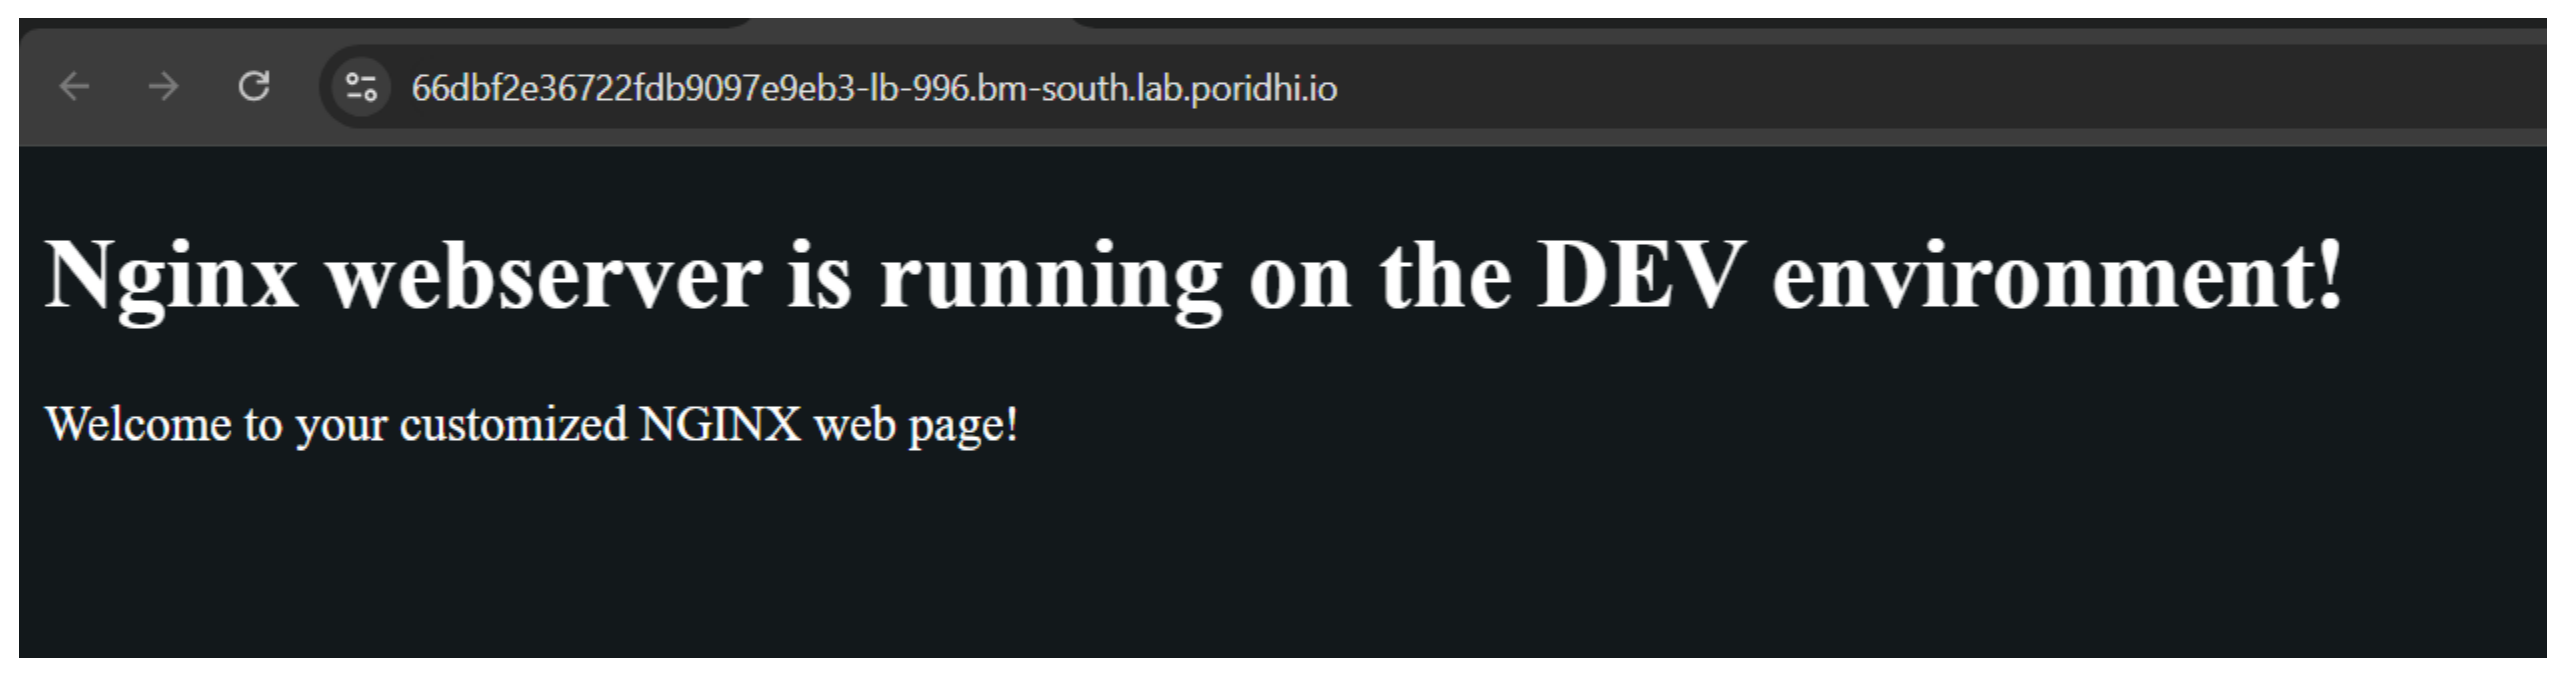 66dbf2e36722fdb9097e9eb3-lb-996.bm-south.lab.poridhi.io
Nginx webserver is running on the DEV environment!
Welcome to your customized NGINX web page!